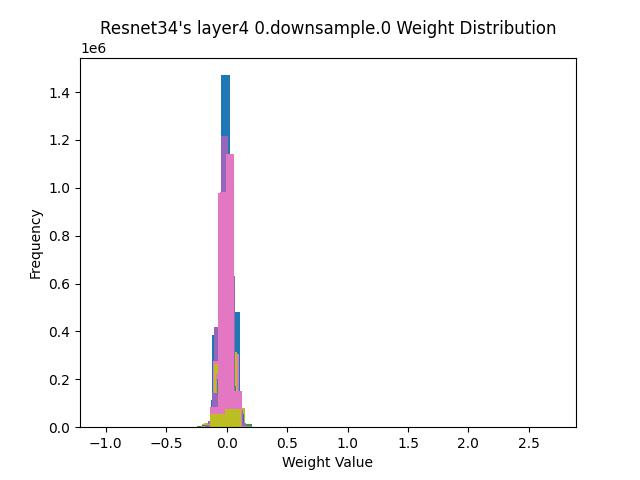 Resnet34's layer4 0.downsample.0 Weight Distribution
1e6
1.4
1.2
1.0
0.8
0.6
0.4
0.2
0.0
Frequency
−1.0 −0.5 0.0 0.5 1.0 1.5 2.0 2.5
Weight Value